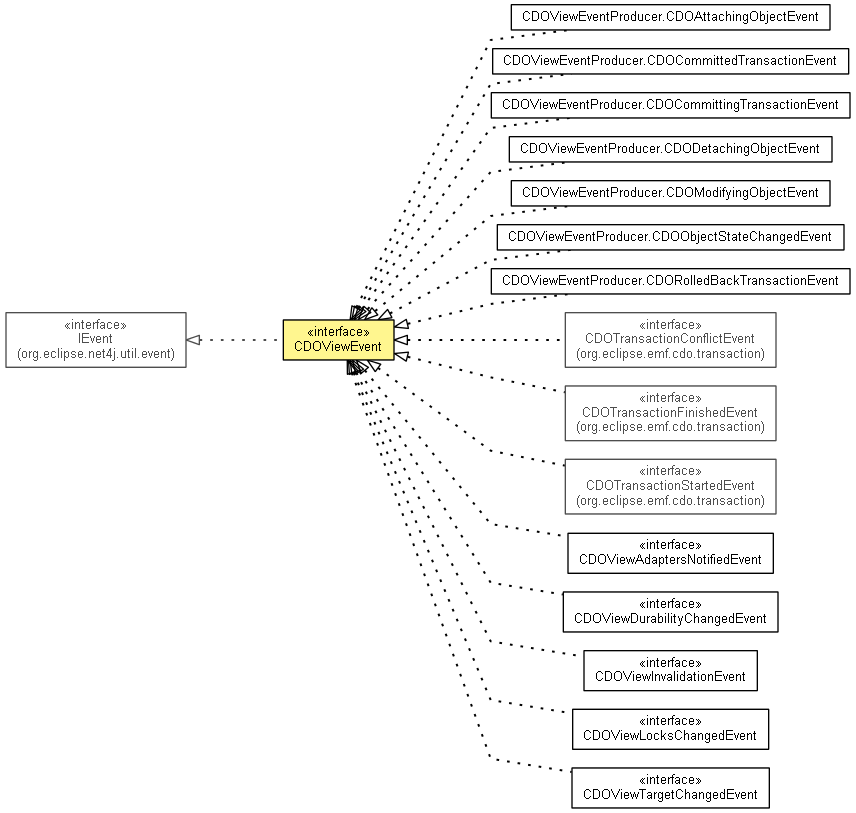 CDOViewEventProducer.CDOAttachingObjectEvent
CDOViewEventProducer.CDOCommittedTransactionEvent
CDOViewEventProducer.CDOCommittingTransactionEvent
CDOViewEventProducer.CDODetachingObjectEvent
CDOViewEventProducer.CDOModifyingObjectEvent
CDOViewEventProducer.CDOObjectStateChangedEvent
CDOViewEventProducer.CDORolledBackTransactionEvent
«interface»
IEvent
(org.eclipse.net4j.util.event)
«interface»
CDOViewEvent
«interface»
CDOTransactionConflictEvent
(org.eclipse.emf.cdo.transaction)
«interface»
CDOTransactionFinishedEvent
(org.eclipse.emf.cdo.transaction)
«interface»
CDOTransactionStartedEvent
(org.eclipse.emf.cdo.transaction)
«interface»
CDOViewAdaptersNotifiedEvent
«interface»
CDOViewDurabilityChangedEvent
«interface»
CDOViewInvalidationEvent
«interface»
CDOViewLocksChangedEvent
«interface»
CDOViewTargetChangedEvent